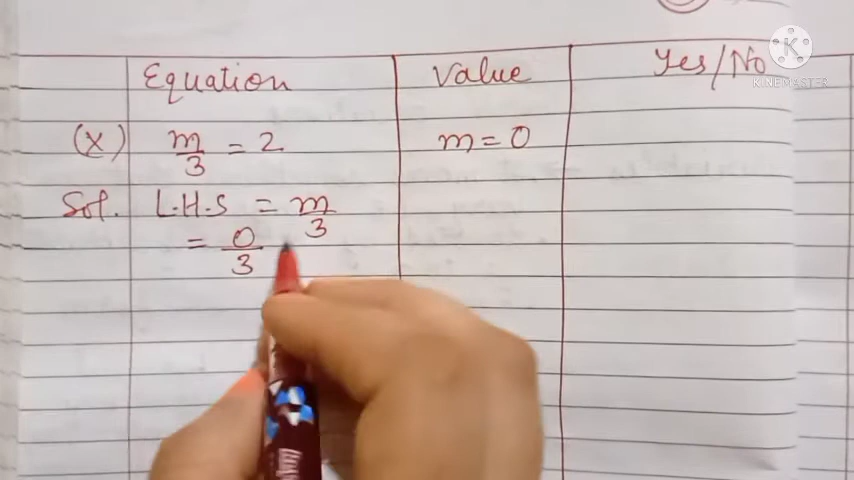 Equation Value Yes/No
KINEMASTER
(X) m/3 = 2 m = 0
Sol. L.H.S = m/3
= 0/3